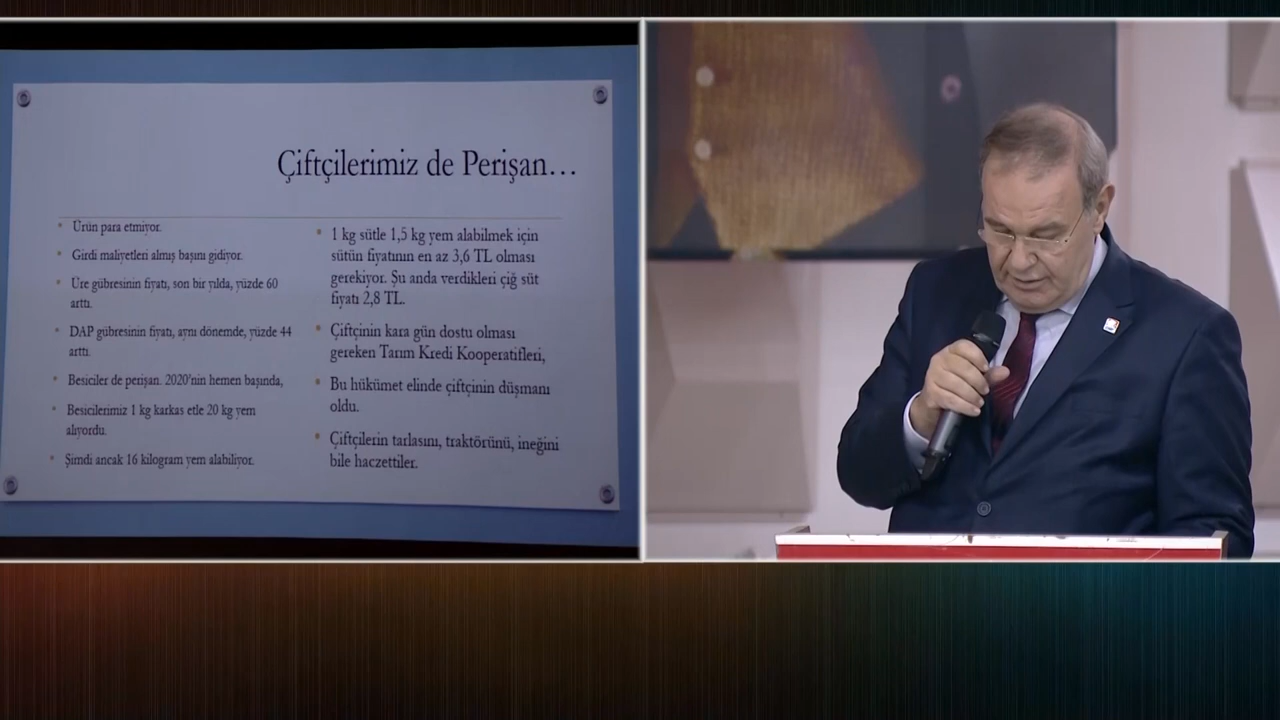 Çiftçilerimiz de Perişan...
Ürün para etmiyor.
Girdi maliyetleri almış başını gidiyor.
Üre gübresinin fiyatı, son bir yılda, yüzde 60
arttı.
DAP gübresinin fiyatı, aynı dönemde, yüzde 44
arttı.
Besiciler de perişan. 2020'nin hemen başında,
Besicilerimiz 1 kg karkas etle 20 kg yem
alıyordu.
Şimdi ancak 16 kilogram yem alabiliyor.
1 kg sütle 1,5 kg yem alabilmek için
sütün fiyatının en az 3,6 TL olması
gerekiyor. Şu anda verdikleri çiğ süt
fiyatı 2,8 TL.
Çiftçinin kara gün dostu olması
gereken Tarım Kredi Kooperatifleri,
Bu hükümet elinde çiftçinin düşmanı
oldu.
Çiftçilerin tarlasını, traktörünü, ineğini
bile haczettiler.